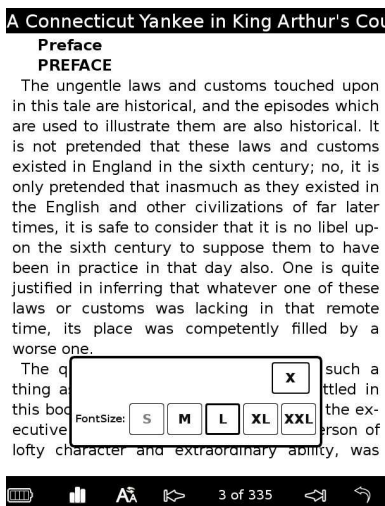 A Connecticut Yankee in King Arthur's Cou
Preface
PREFACE
The ungentle laws and customs touched upon
in this tale are historical, and the episodes which
are used to illustrate them are also historical. It
is not pretended that these laws and customs
existed in England in the sixth century; no, it is
only pretended that inasmuch as they existed in
the English and other civilizations of far later
times, it is safe to consider that it is no libel up-
on the sixth century to suppose them to have
been in practice in that day also. One is quite
justified in inferring that whatever one of these
laws or customs was lacking in that remote
time, its place was competently filled by a
worse one.
The q such a
thing as ttled in
this boo the ex-
ecutive erson of
lofty character and extraordinary ability, was
X
FontSize: S M L XL XXL
3 of 335